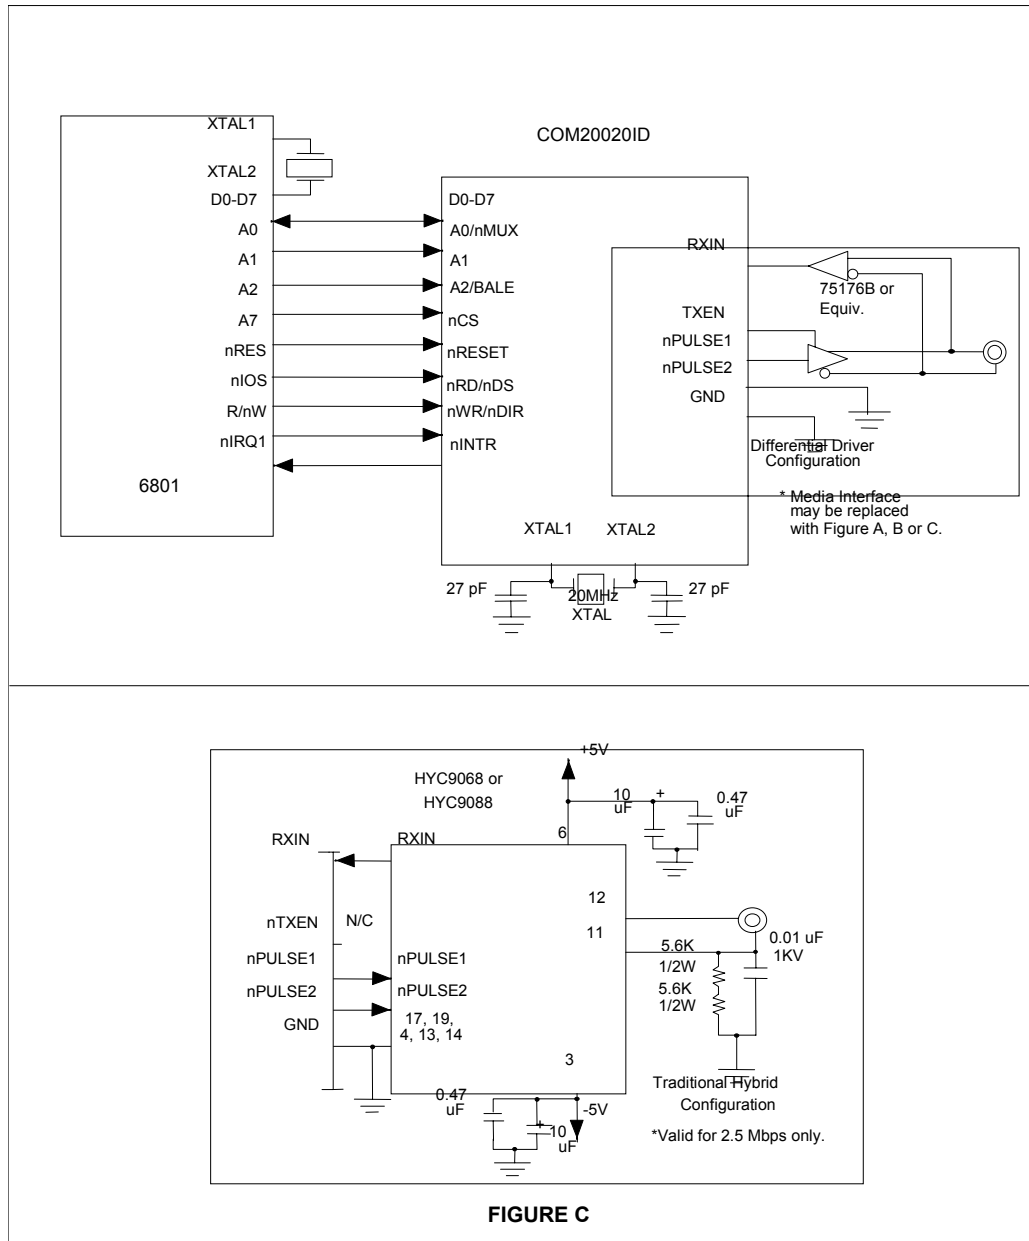 COM20020ID
XTAL1
XTAL2
D0-D7
A0
A1
A2
A7
nRES
nIOS
R/nW
nIRQ1
6801
D0-D7
A0/nMUX
A1
A2/BALE
nCS
nRESET
nRD/nDS
nWR/nDIR
nINTR
RXIN
TXEN
nPULSE1
nPULSE2
GND
75176B or
Equiv.
Differential Driver
Configuration
* Media Interface
may be replaced
with Figure A, B or C.
XTAL1
XTAL2
27 pF
20MHz
XTAL
27 pF
+5V
HYC9068 or
HYC9088
10
uF
+
0.47
uF
6
RXIN
RXIN
nTXEN
N/C
nPULSE1
nPULSE1
nPULSE2
nPULSE2
GND
17, 19,
4, 13, 14
12
11
3
5.6K
1/2W
5.6K
1/2W
0.01 uF
1KV
0.47
uF
+
10
uF
-5V
Traditional Hybrid
Configuration
*Valid for 2.5 Mbps only.
FIGURE C